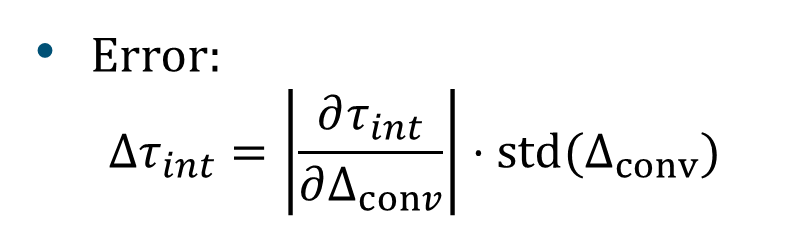 • Error:
Δτ_int = |∂τ_int / ∂Δ_conv| · std(Δ_conv)